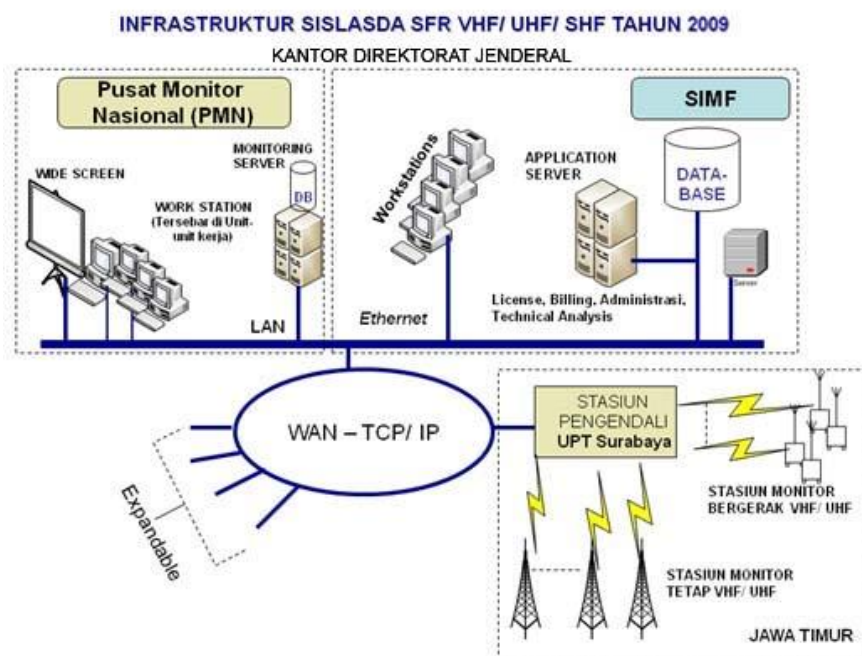 INFRASTRUKTUR SISLASDA SFR VHF/ UHF/ SHF TAHUN 2009
KANTOR DIREKTORAT JENDERAL
Pusat Monitor
Nasional (PMN)
WIDE SCREEN
WORK STATION
(Tersebar di Unit-
unit kerja)
MONITORING
SERVER
DB
LAN
SIMF
Workstations
APPLICATION
SERVER
DATA-
BASE
Server
License, Billing, Administrasi,
Technical Analysis
Ethernet
WAN – TCP/ IP
Expandable
STASIUN
PENGENDALI
UPT Surabaya
STASIUN MONITOR
BERGERAK VHF/ UHF
STASIUN MONITOR
TETAP VHF/ UHF
JAWA TIMUR